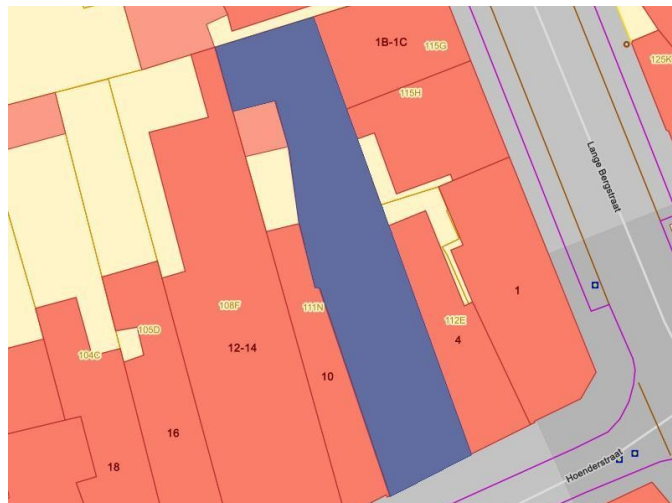 1B-1C
115G
125K
115H
Lange Bergstraat
1
108F
111N
112E
105D
104C
12-14
4
10
16
18
Hoenderstraat